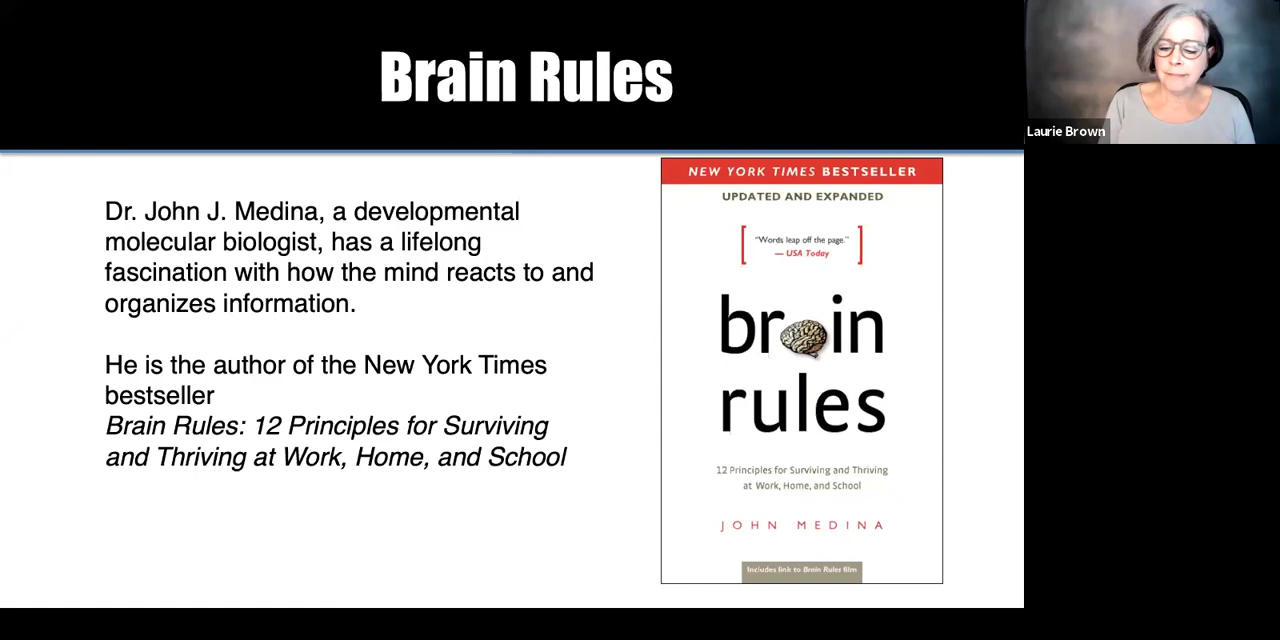 Brain Rules
Laurie Brown
Dr. John J. Medina, a developmental
molecular biologist, has a lifelong
fascination with how the mind reacts to and
organizes information.
He is the author of the New York Times
bestseller
Brain Rules: 12 Principles for Surviving
and Thriving at Work, Home, and School
NEW YORK TIMES BESTSELLER
UPDATED AND EXPANDED
"Words leap off the page."
— USA Today
brain
rules
12 Principles for Surviving and Thriving
at Work, Home, and School
JOHN MEDINA
Includes link to Brain Rules film